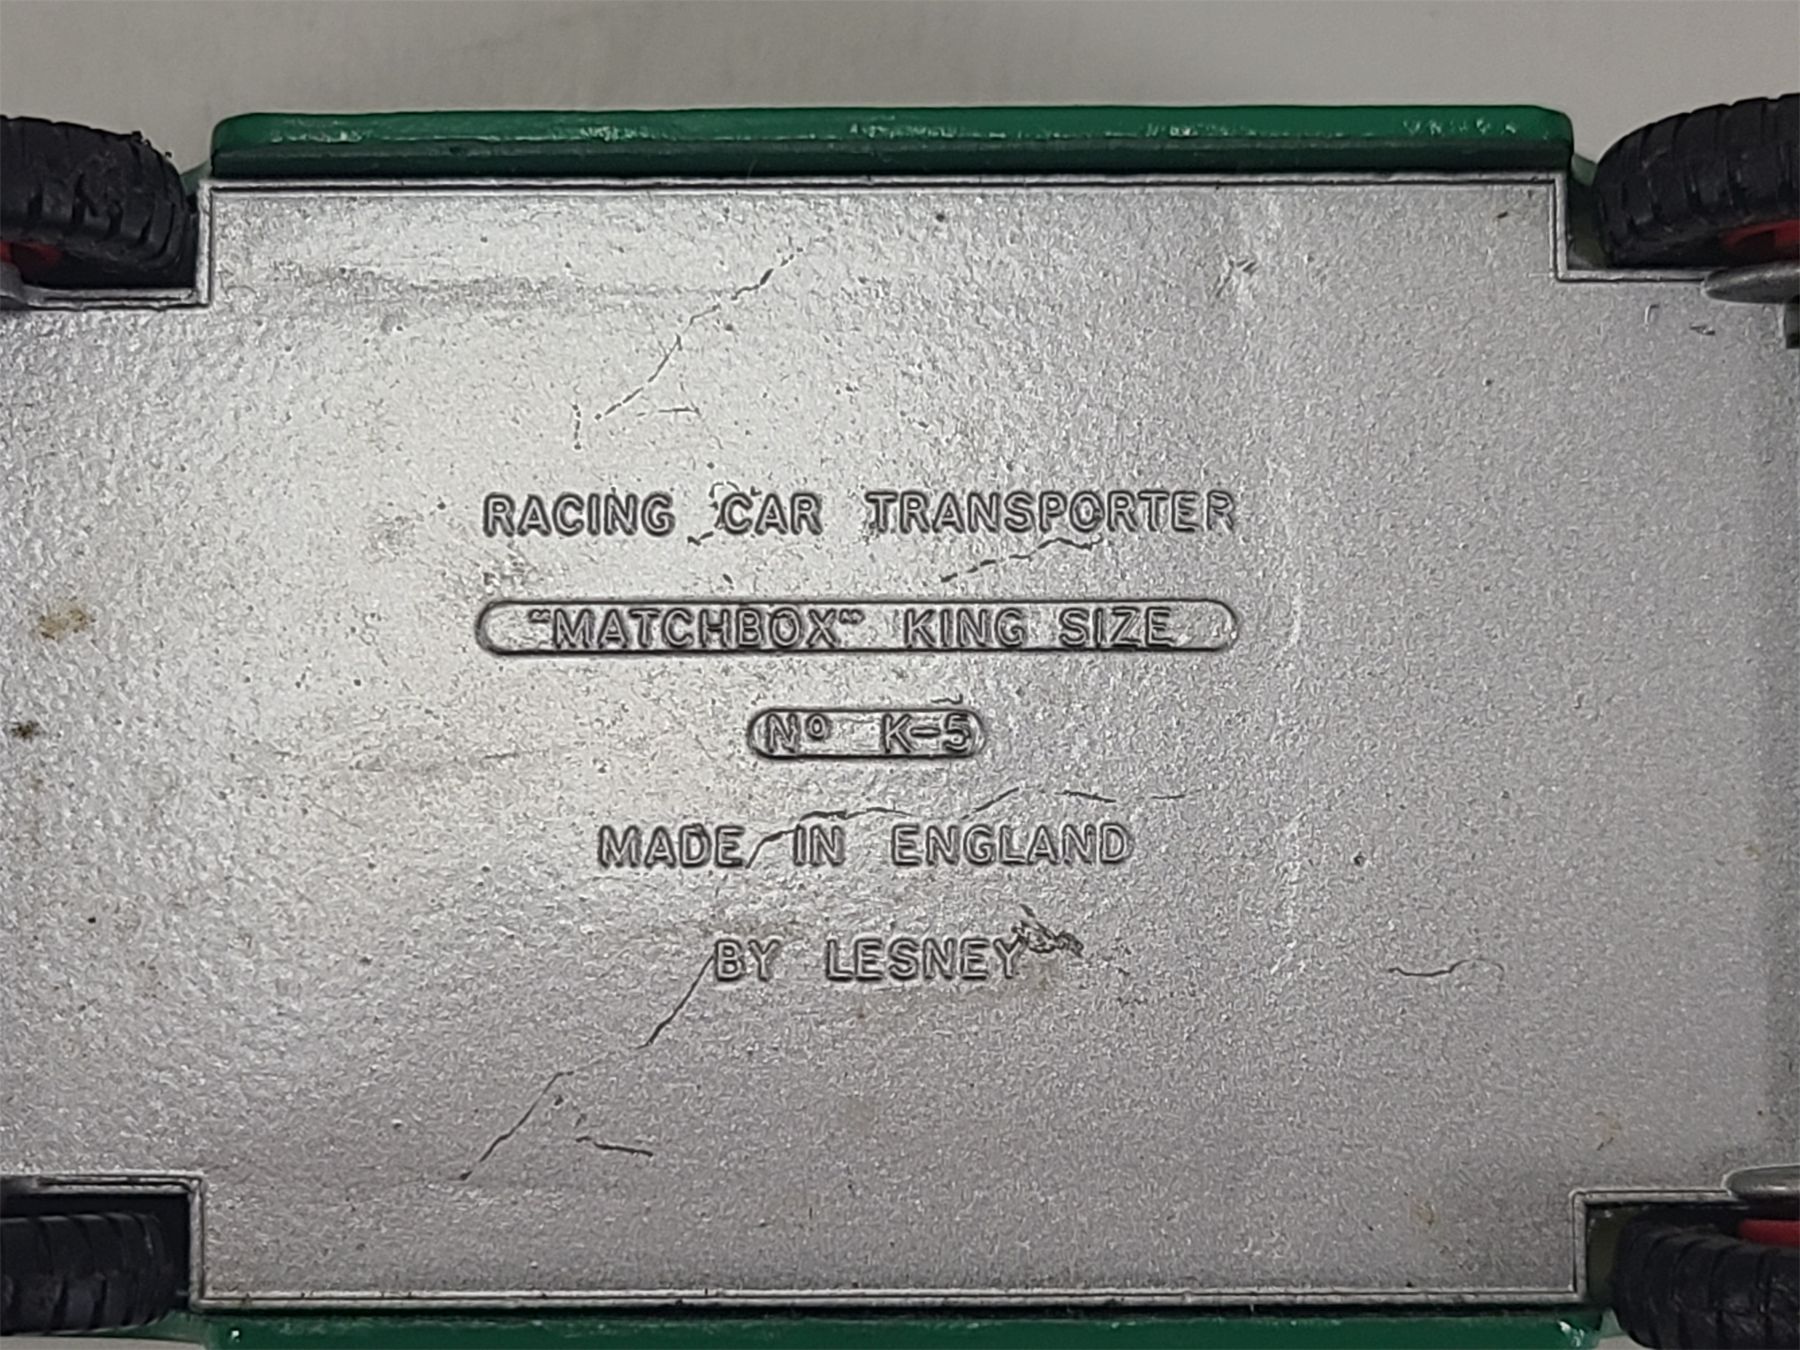 RACING CAR TRANSPORTER
"MATCHBOX" KING SIZE
Nº K-5
MADE IN ENGLAND
BY LESNEY